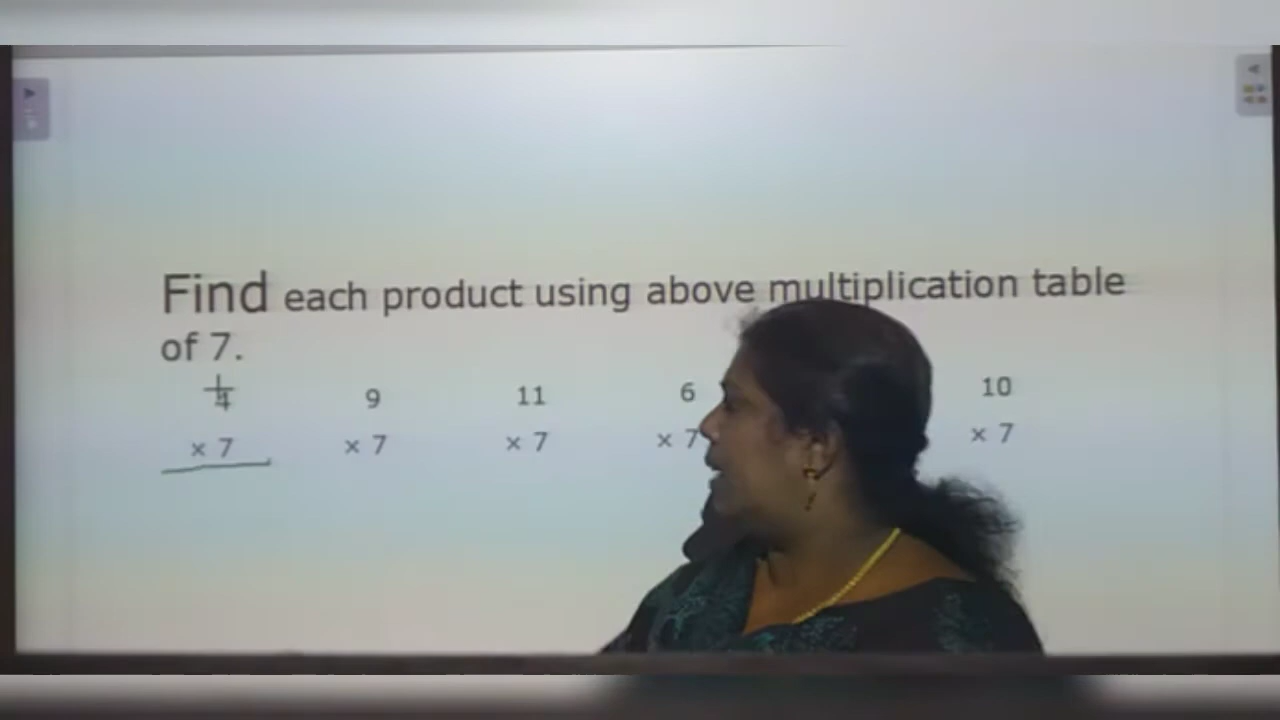 Find each product using above multiplication table
of 7.
4 9 11 6 10
× 7 × 7 × 7 × 7 × 7